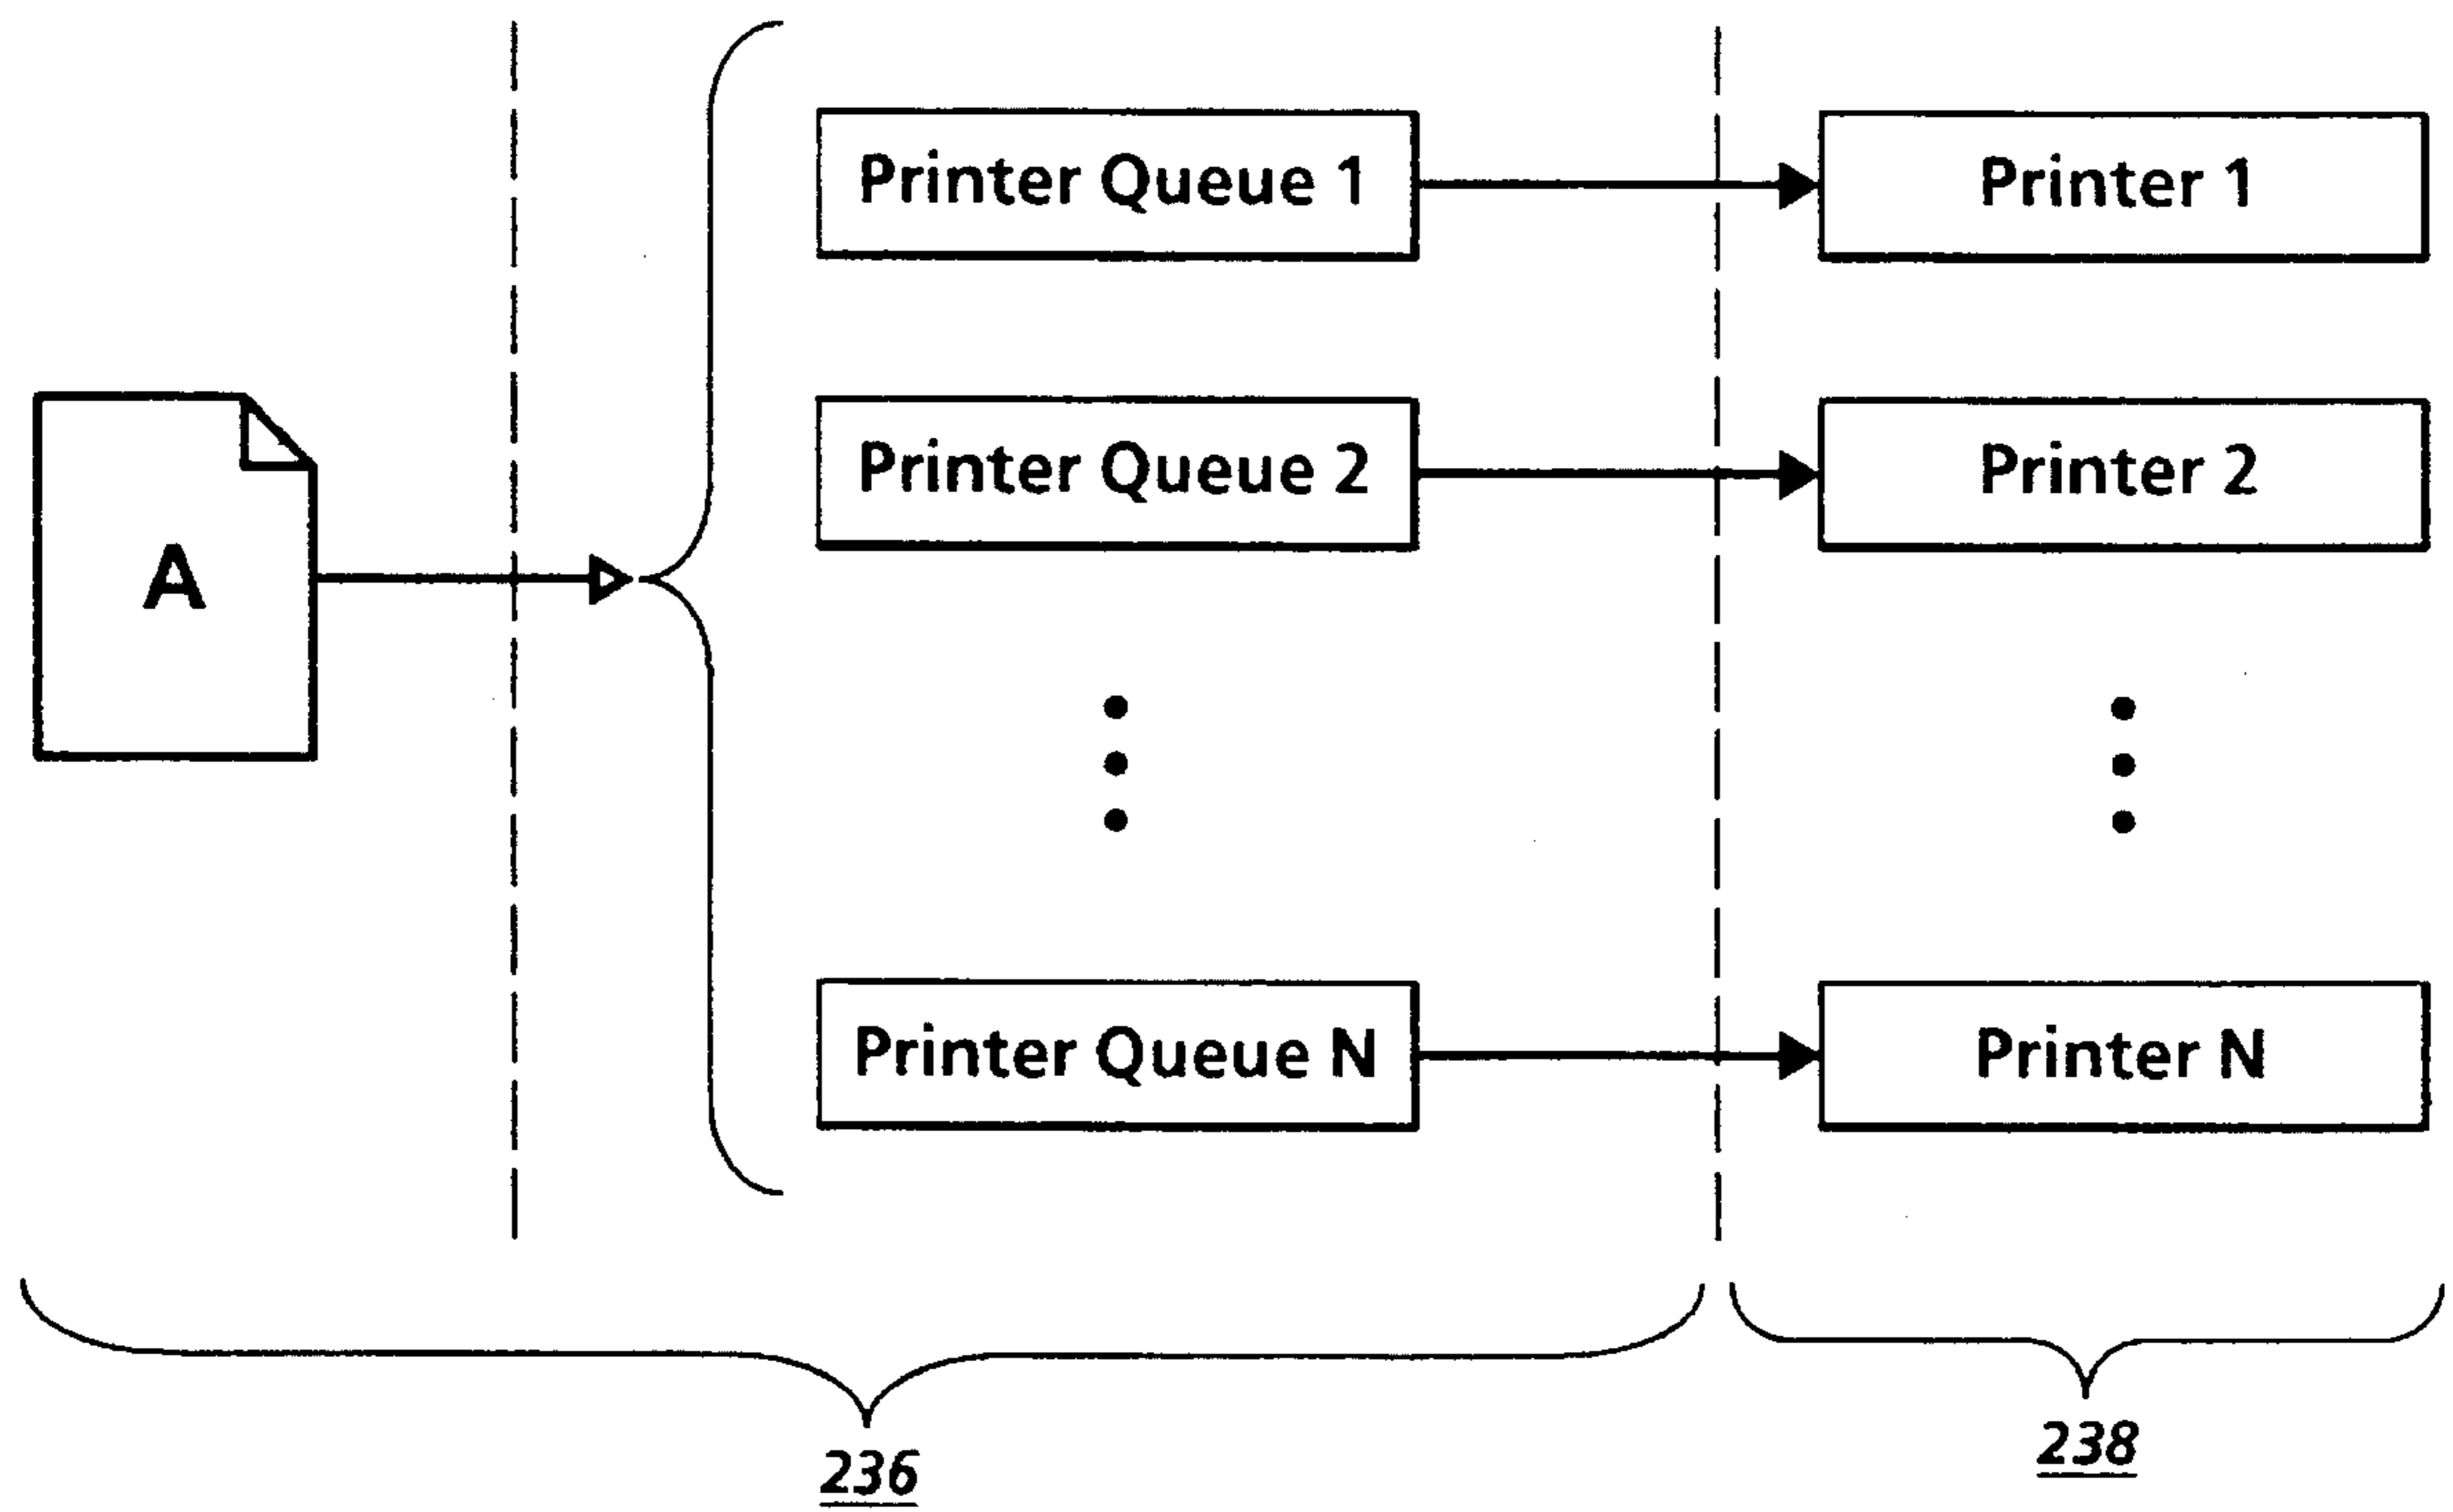 Printer Queue 1
Printer 1
Printer Queue 2
Printer 2
A
Printer Queue N
Printer N
236
238